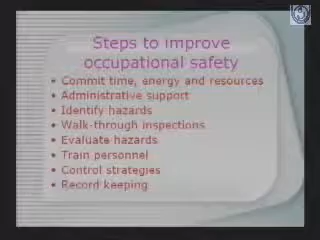 Steps to improve
occupational safety
• Commit time, energy and resources
• Administrative support
• Identify hazards
• Walk-through inspections
• Evaluate hazards
• Train personnel
• Control strategies
• Record keeping